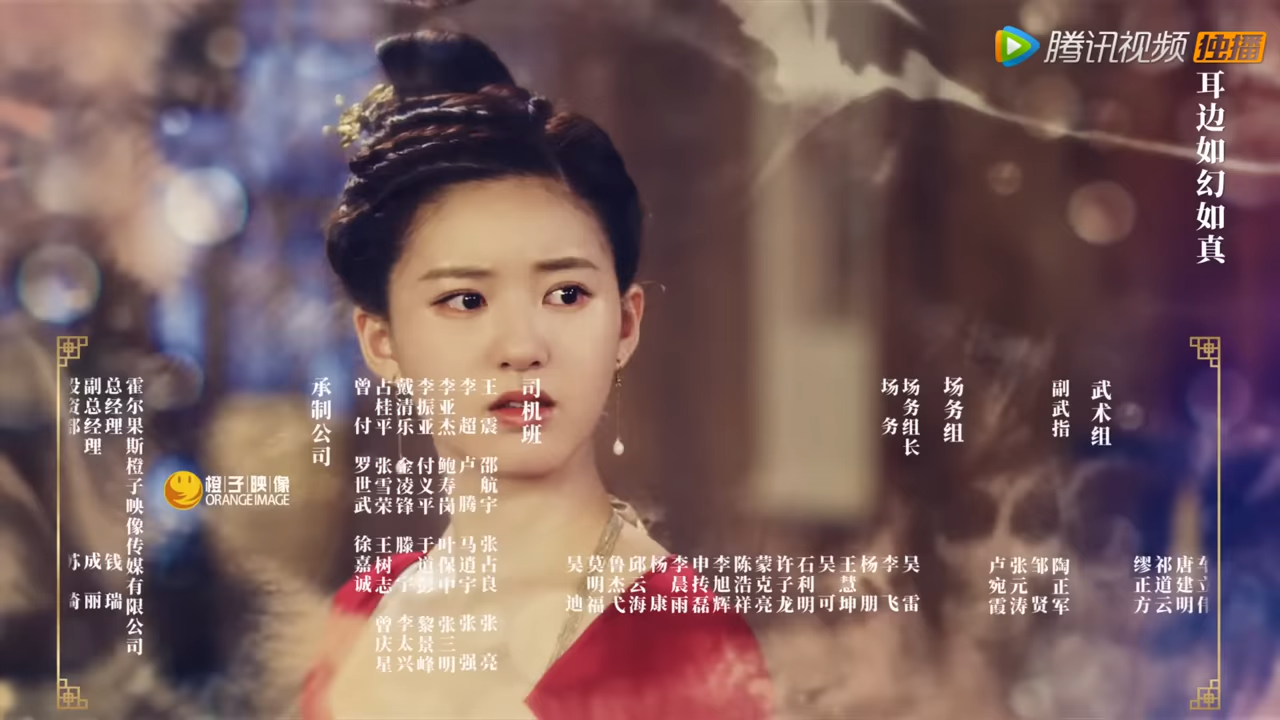 腾讯视频 独播
耳边如幻如真
武术组
唐建明
祁道云
缪正方
副武指
陶正军
邹贤
张元涛
卢宛霞
场务组
场务组长
吴雷
场务
李飞
杨朋
王慧坤
吴可
石利明
许子龙
蒙克亮
陈浩祥
李旭辉
申抟磊
李晨雨
杨康
邱云海
鲁杰弋
莫明福
吴迪
司机班
王震 邵航宇 张占良 张亮
李超 卢腾 马道宇 张强
李亚杰 鲍寿岗 叶保申 张三明
李振亚 付义平 于道彭 黎景峰
戴清乐 金凌锋 滕宁 李太兴
占桂平 张雪荣 王树志 曾庆星
曾付 罗世武 徐嘉诚
承制公司
橙子映像
ORANGE IMAGE
霍尔果斯橙子映像传媒有限公司
总经理 钱瑞
副总经理 成丽